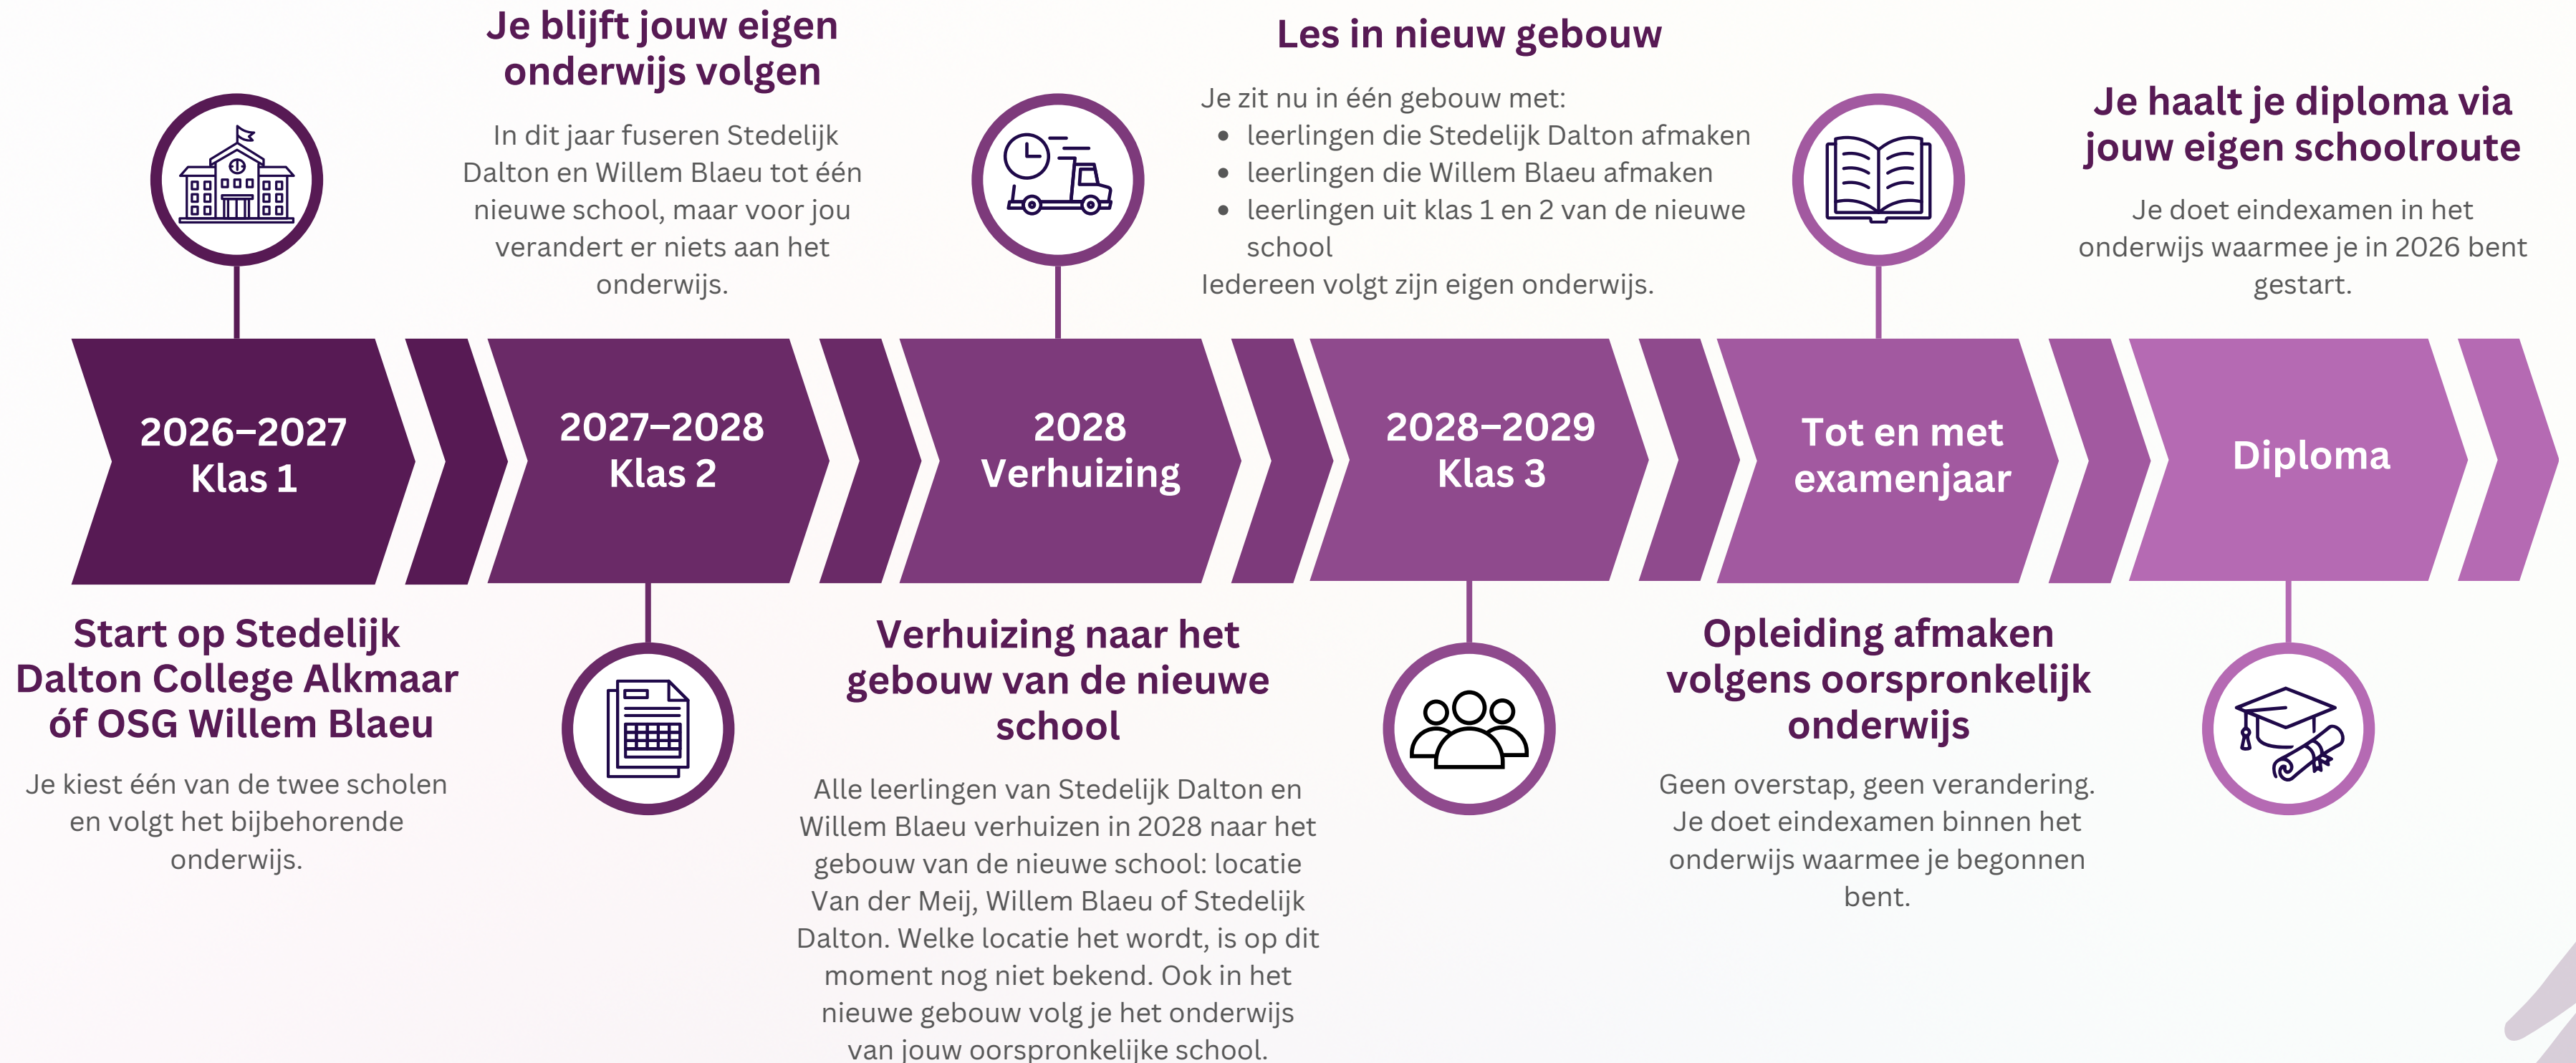 Je blijft jouw eigen
onderwijs volgen
In dit jaar fuseren Stedelijk
Dalton en Willem Blaeu tot één
nieuwe school, maar voor jou
verandert er niets aan het
onderwijs.
Les in nieuw gebouw
Je zit nu in één gebouw met:
• leerlingen die Stedelijk Dalton afmaken
• leerlingen die Willem Blaeu afmaken
• leerlingen uit klas 1 en 2 van de nieuwe
school
Iedereen volgt zijn eigen onderwijs.
Je haalt je diploma via
jouw eigen schoolroute
Je doet eindexamen in het
onderwijs waarmee je in 2026 bent
gestart.
2026–2027
Klas 1
2027–2028
Klas 2
2028
Verhuizing
2028–2029
Klas 3
Tot en met
examenjaar
Diploma
Start op Stedelijk
Dalton College Alkmaar
óf OSG Willem Blaeu
Je kiest één van de twee scholen
en volgt het bijbehorende
onderwijs.
Verhuizing naar het
gebouw van de nieuwe
school
Alle leerlingen van Stedelijk Dalton en
Willem Blaeu verhuizen in 2028 naar het
gebouw van de nieuwe school: locatie
Van der Meij, Willem Blaeu of Stedelijk
Dalton. Welke locatie het wordt, is op dit
moment nog niet bekend. Ook in het
nieuwe gebouw volg je het onderwijs
van jouw oorspronkelijke school.
Opleiding afmaken
volgens oorspronkelijk
onderwijs
Geen overstap, geen verandering.
Je doet eindexamen binnen het
onderwijs waarmee je begonnen
bent.